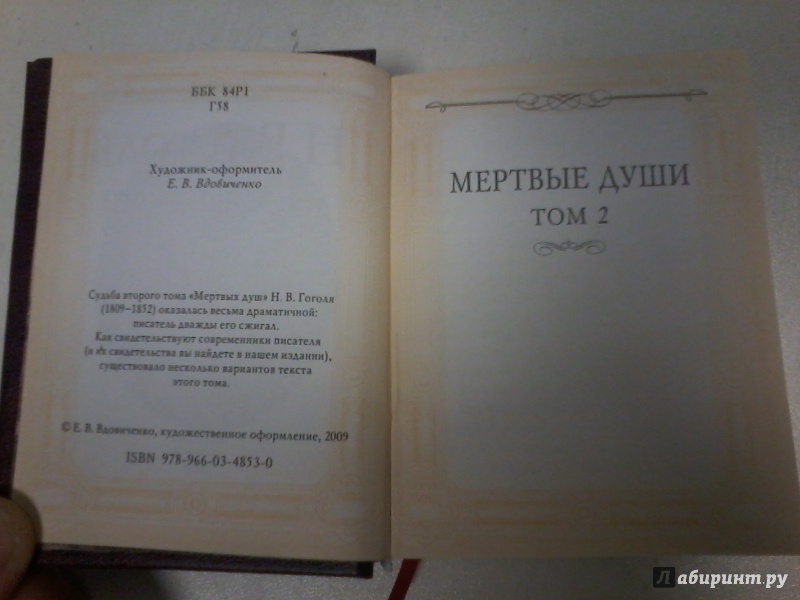 ББК 84Р1
Г58
Художник-оформитель
Е. В. Вдовиченко
Судьба второго тома «Мертвых душ» Н. В. Гоголя
(1809–1852) оказалась весьма драматичной:
писатель дважды его сжигал.
Как свидетельствуют современники писателя
(и их свидетельства вы найдете в нашем издании),
существовало несколько вариантов текста
этого тома.
© Е. В. Вдовиченко, художественное оформление, 2009
ISBN 978-966-03-4853-0
МЕРТВЫЕ ДУШИ
ТОМ 2
Лабиринт.ру